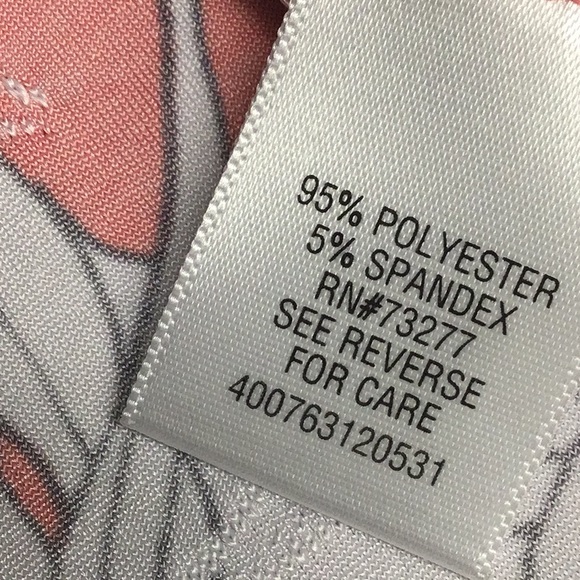 95% POLYESTER
5% SPANDEX
RN#73277
SEE REVERSE
FOR CARE
400763120531